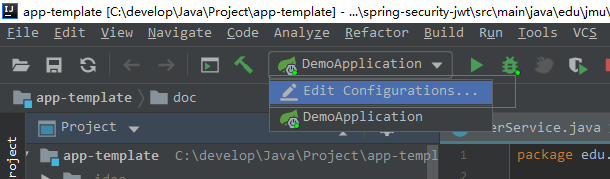 app-template [C:\develop\Java\Project\app-template] - ...\spring-security-jwt\src\main\java\edu\jmu\
File Edit View Navigate Code Analyze Refactor Build Run Tools VCS
DemoApplication
Edit Configurations...
app-template doc
DemoApplication
Project
erService.java
app-template C:\develop\Java\Project\app-templ
1 package edu.
2